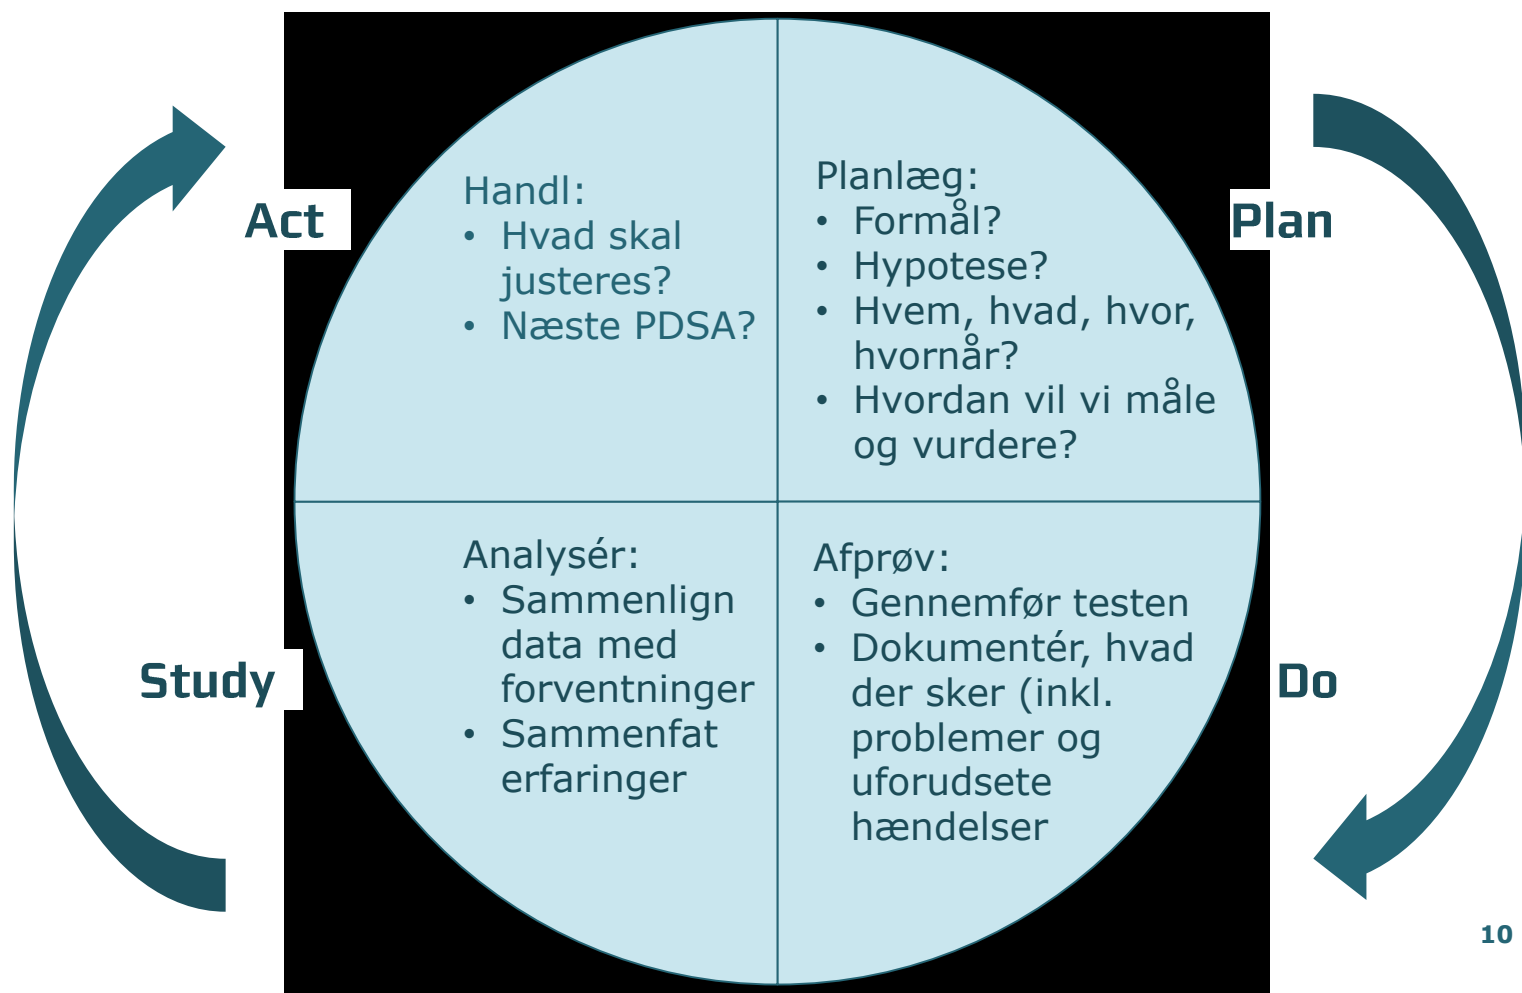 Act
Handl:
• Hvad skal
justeres?
• Næste PDSA?
Plan
Planlæg:
• Formål?
• Hypotese?
• Hvem, hvad, hvor,
hvornår?
• Hvordan vil vi måle
og vurdere?
Study
Analysér:
• Sammenlign
data med
forventninger
• Sammenfat
erfaringer
Do
Afprøv:
• Gennemfør testen
• Dokumentér, hvad
der sker (inkl.
problemer og
uforudsete
hændelser
10